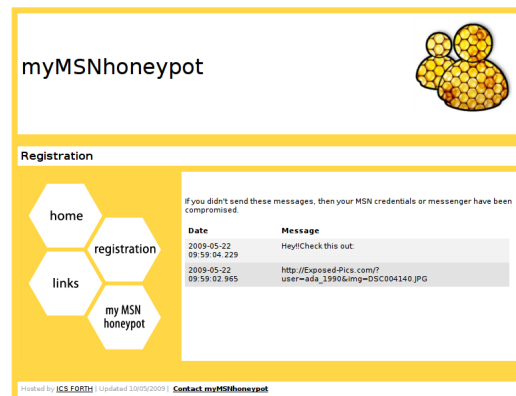 myMSNhoneypot
Registration
home
registration
links
my MSN
honeypot
If you didn't send these messages, then your MSN credentials or messenger have been
compromised.
Date Message
2009-05-22 Hey!!Check this out:
09:59:04.229
2009-05-22 http://Exposed-Pics.com/?
09:59:02.965 user=ada_1990&img=DSC004140.JPG
Hosted by ICS FORTH | Updated 10/05/2009 | Contact myMSNhoneypot